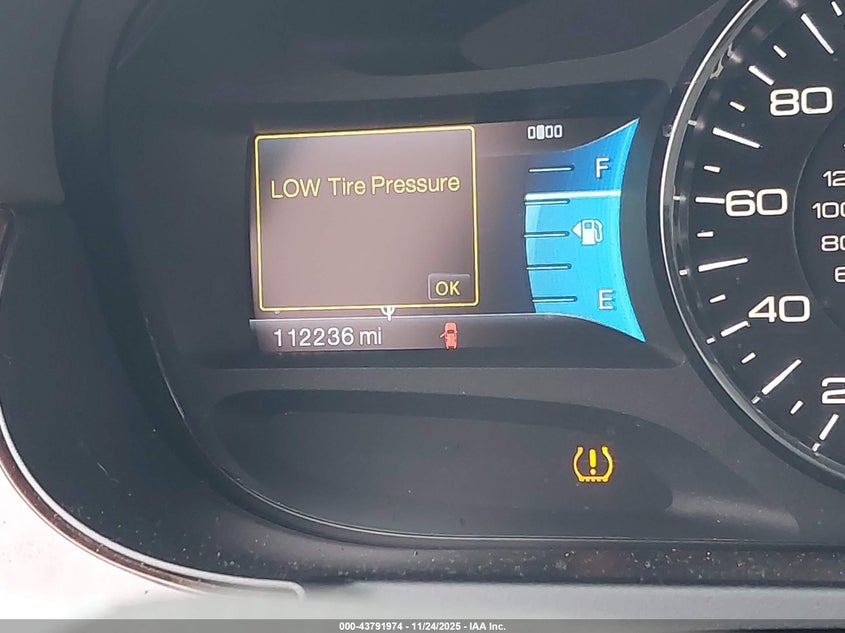 LOW Tire Pressure
OK
112236 mi
F
E
80
60
40
000-43791974 - 11/24/2025 - IAA Inc.